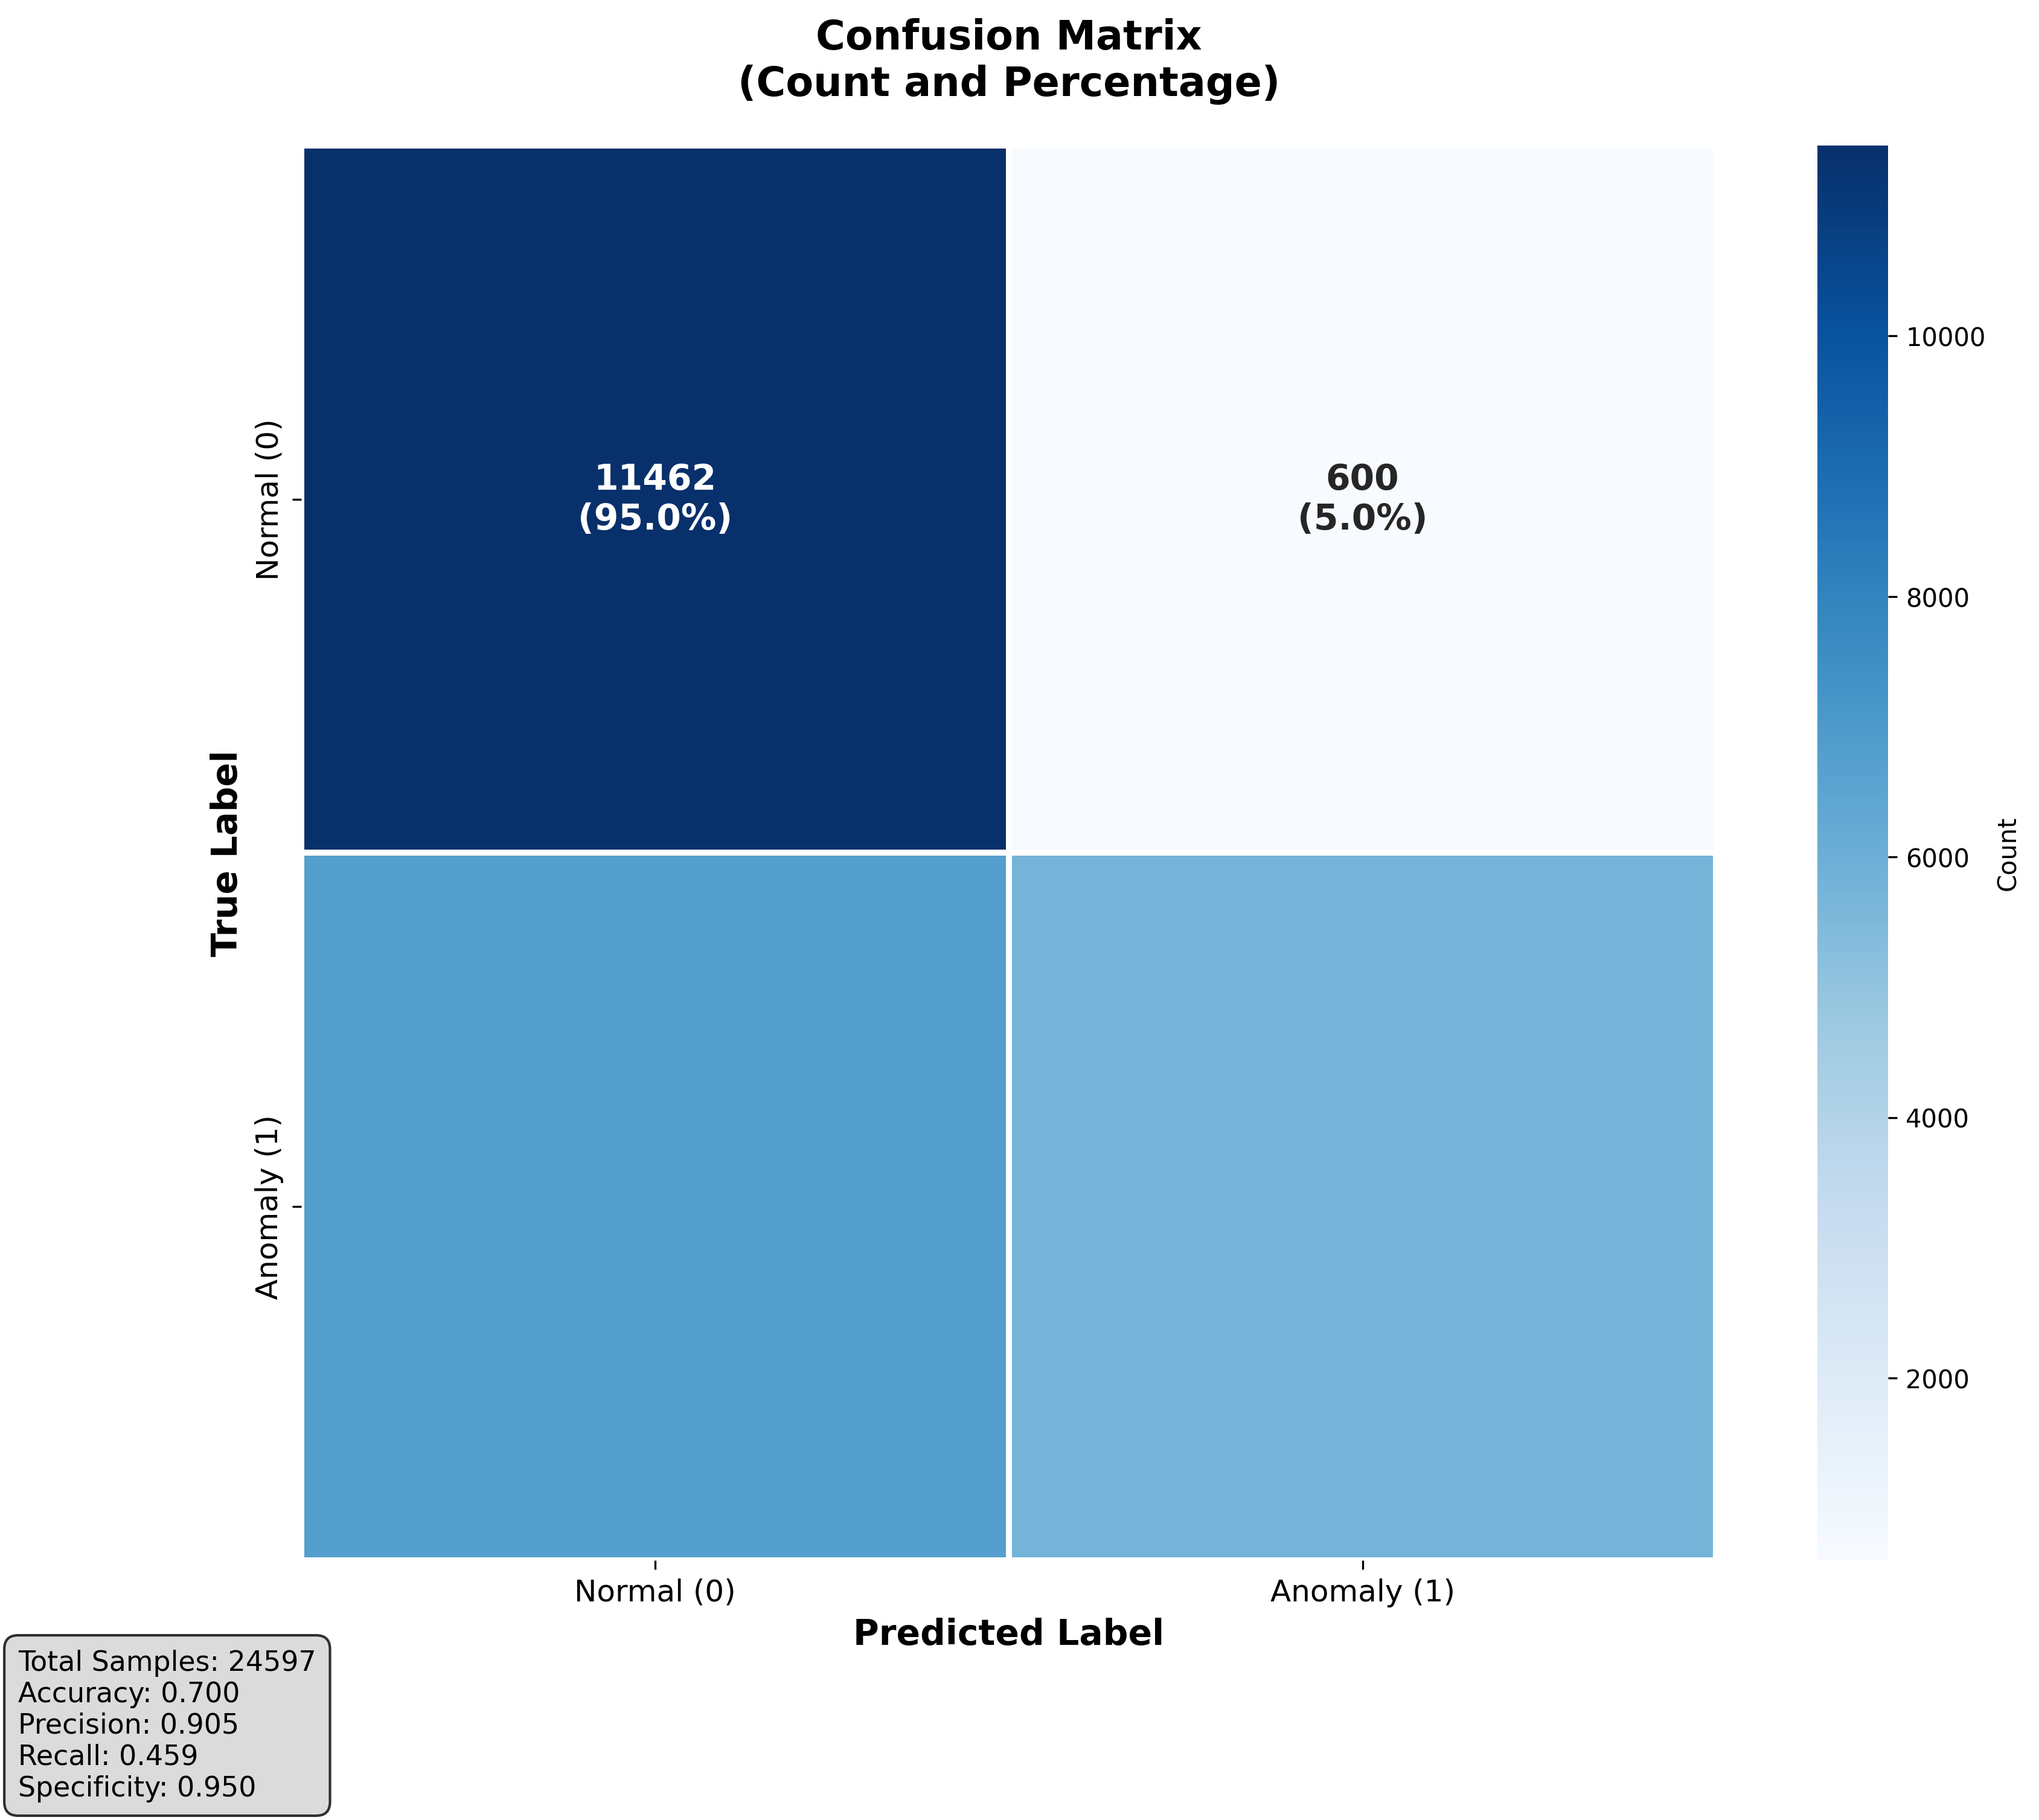 Confusion Matrix
(Count and Percentage)
11462
(95.0%)
600
(5.0%)
Normal (0)
Anomaly (1)
True Label
Normal (0)
Anomaly (1)
Predicted Label
10000
8000
6000
4000
2000
Count
Total Samples: 24597
Accuracy: 0.700
Precision: 0.905
Recall: 0.459
Specificity: 0.950